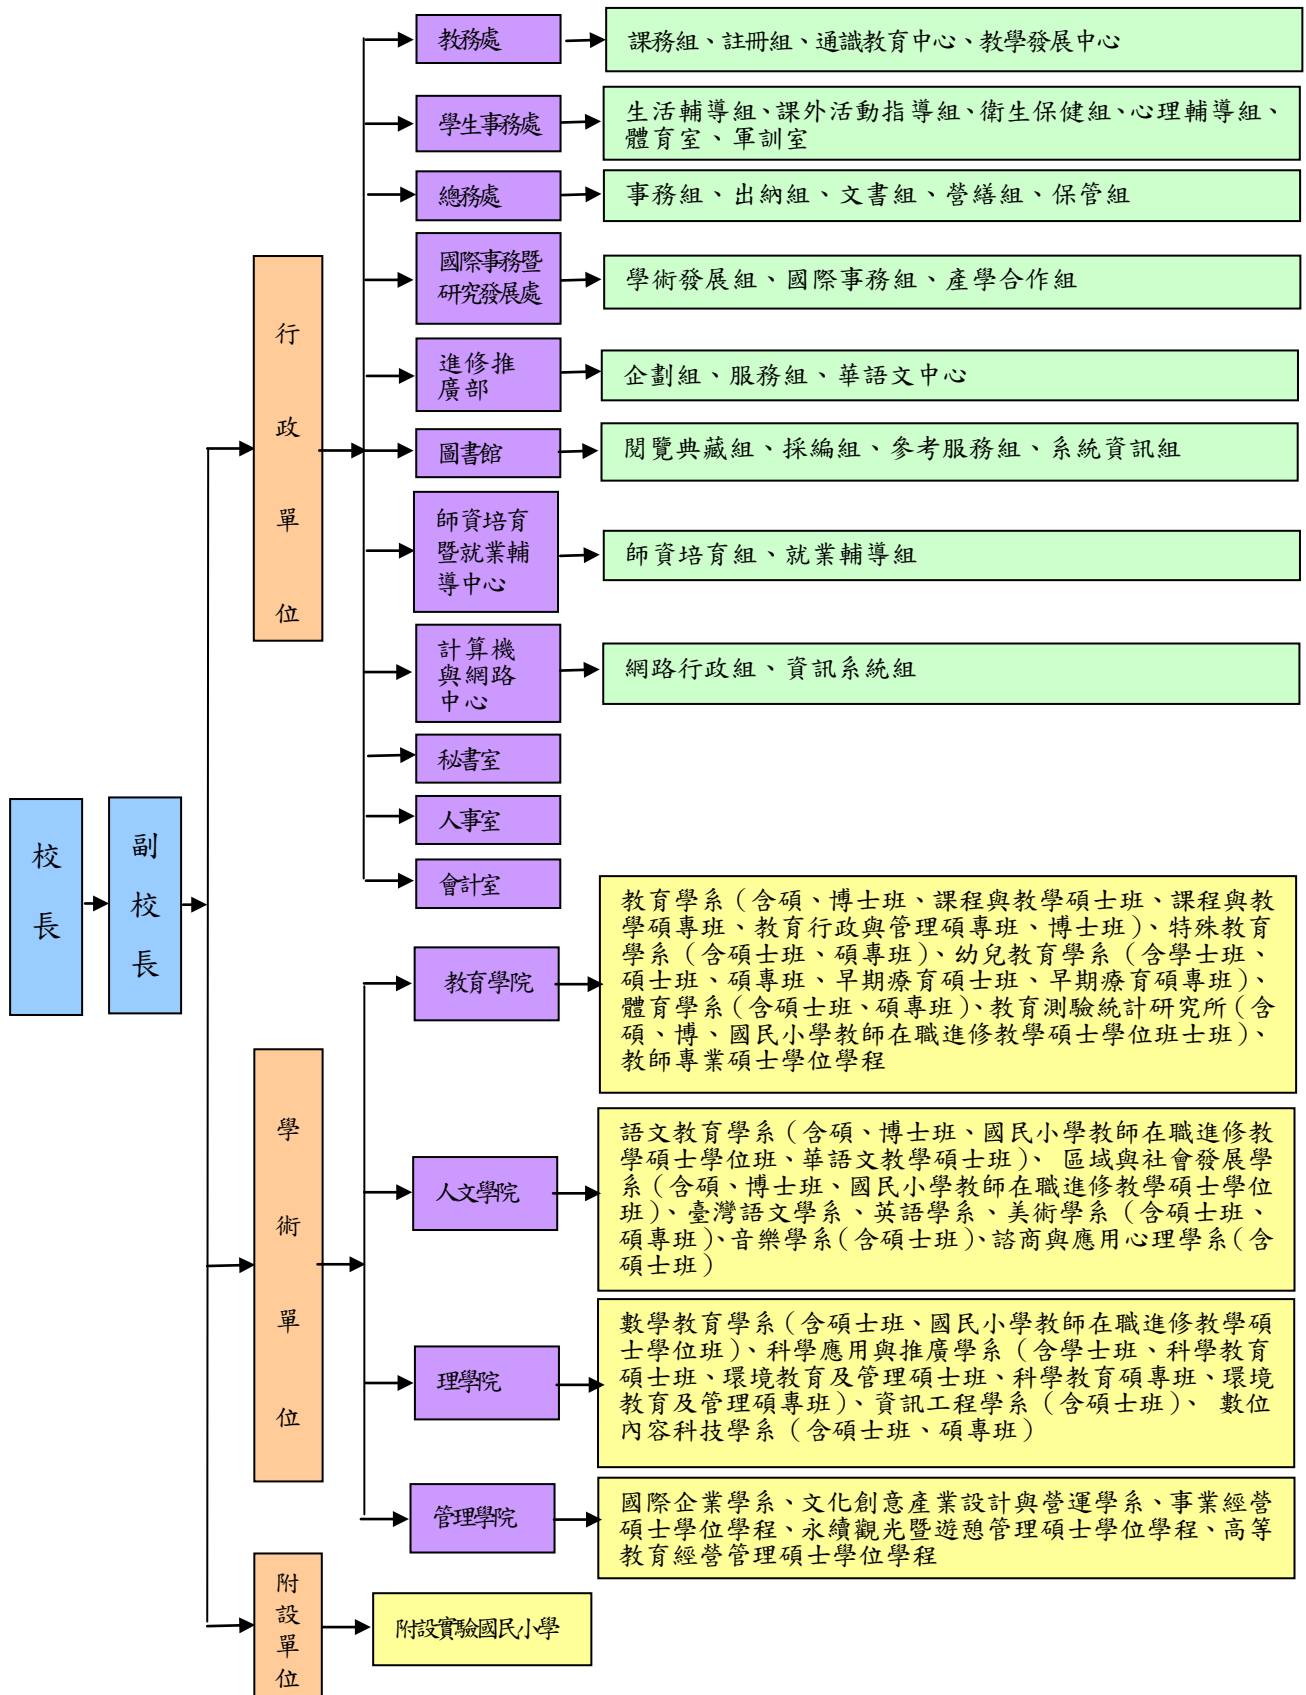 校長
副校長
行政單位
教務處
課務組、註冊組、通識教育中心、教學發展中心
學生事務處
生活輔導組、課外活動指導組、衛生保健組、心理輔導組、
體育室、軍訓室
總務處
事務組、出納組、文書組、營繕組、保管組
國際事務暨
研究發展處
學術發展組、國際事務組、產學合作組
進修推
廣部
企劃組、服務組、華語文中心
圖書館
閱覽典藏組、採編組、參考服務組、系統資訊組
師資培育
暨就業輔
導中心
師資培育組、就業輔導組
計算機
與網路
中心
網路行政組、資訊系統組
秘書室
人事室
會計室
學術單位
教育學院
教育學系（含碩、博士班、課程與教學碩士班、課程與教
學碩專班、教育行政與管理碩專班、博士班）、特殊教育
學系（含碩士班、碩專班）、幼兒教育學系（含學士班、
碩士班、碩專班、早期療育碩士班、早期療育碩專班）、
體育學系（含碩士班、碩專班）、教育測驗統計研究所（含
碩、博、國民小學教師在職進修教學碩士學位班士班）、
教師專業碩士學位學程
人文學院
語文教育學系（含碩、博士班、國民小學教師在職進修教
學碩士學位班、華語文教學碩士班）、 區域與社會發展學
系（含碩、博士班、國民小學教師在職進修教學碩士學位
班）、臺灣語文學系、英語學系、美術學系（含碩士班、
碩專班）、音樂學系（含碩士班）、諮商與應用心理學系（含
碩士班）
理學院
數學教育學系（含碩士班、國民小學教師在職進修教學碩
士學位班）、科學應用與推廣學系（含學士班、科學教育
碩士班、環境教育及管理碩士班、科學教育碩專班、環境
教育及管理碩專班）、資訊工程學系（含碩士班）、 數位
內容科技學系（含碩士班、碩專班）
管理學院
國際企業學系、文化創意產業設計與營運學系、事業經營
碩士學位學程、永續觀光暨遊憩管理碩士學位學程、高等
教育經營管理碩士學位學程
附設單位
附設實驗國民小學